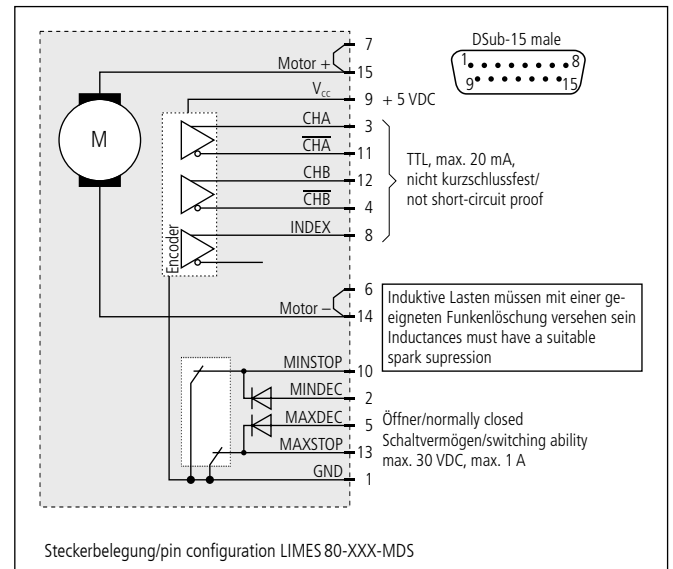 DSub-15 male
1 8
9 15
7
Motor +
15
Vcc
9 + 5 VDC
CHA
3
CHA
11
CHB
12
CHB
4
INDEX
8
TTL, max. 20 mA,
nicht kurzschlussfest/
not short-circuit proof
M
Encoder
6
Motor –
14
Induktive Lasten müssen mit einer ge-
eigneten Funkenlöschung versehen sein
Inductances must have a suitable
spark supression
MINSTOP
10
MINDEC
2
MAXDEC
5
MAXSTOP
13
GND
1
Öffner/normally closed
Schaltvermögen/switching ability
max. 30 VDC, max. 1 A
Steckerbelegung/pin configuration LIMES 80-XXX-MDS